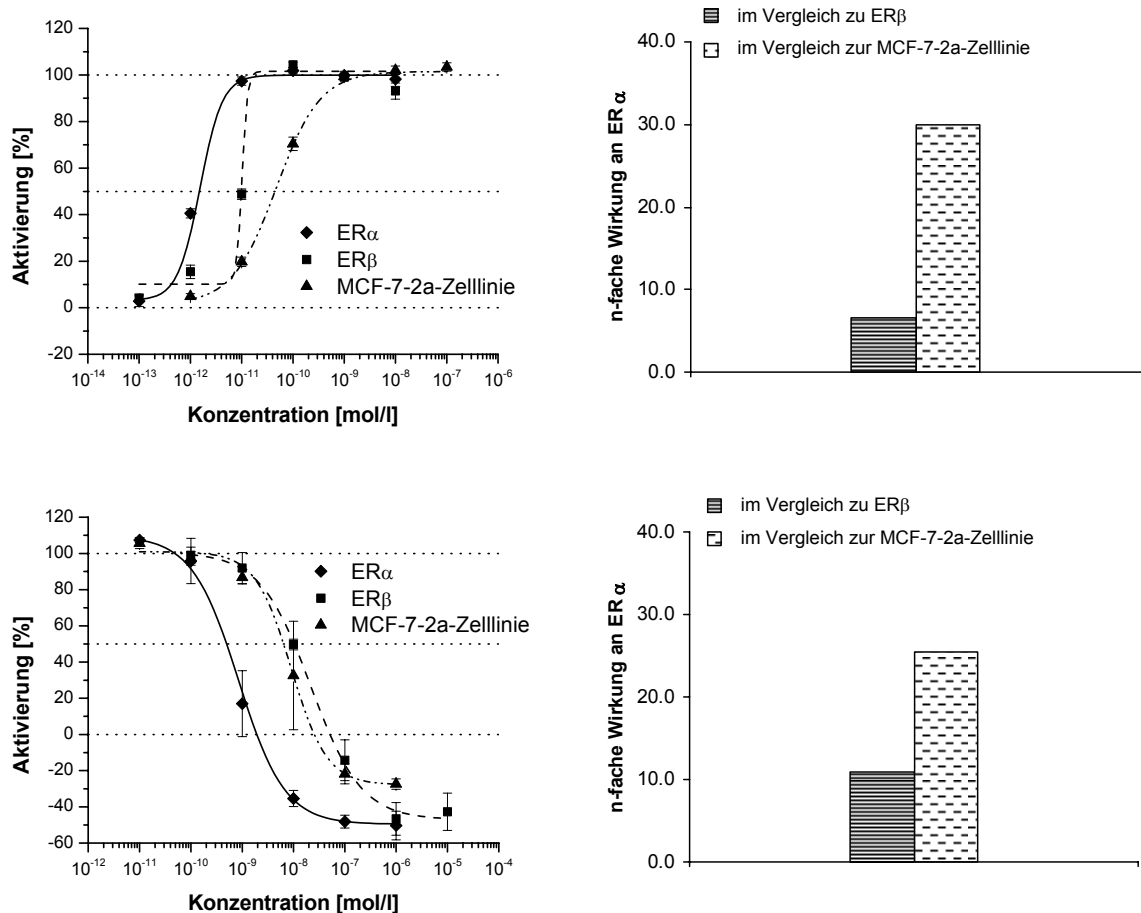 120
100
80
60
40
20
0
-20
Aktivierung [%]
ERα
ERβ
MCF-7-2a-Zelllinie
10⁻¹⁴ 10⁻¹³ 10⁻¹² 10⁻¹¹ 10⁻¹⁰ 10⁻⁹ 10⁻⁸ 10⁻⁷ 10⁻⁶
Konzentration [mol/l]
im Vergleich zu ERβ
im Vergleich zur MCF-7-2a-Zelllinie
40.0
30.0
20.0
10.0
0.0
n-fache Wirkung an ERα
120
100
80
60
40
20
0
-20
-40
-60
Aktivierung [%]
ERα
ERβ
MCF-7-2a-Zelllinie
10⁻¹² 10⁻¹¹ 10⁻¹⁰ 10⁻⁹ 10⁻⁸ 10⁻⁷ 10⁻⁶ 10⁻⁵ 10⁻⁴
Konzentration [mol/l]
im Vergleich zu ERβ
im Vergleich zur MCF-7-2a-Zelllinie
40.0
30.0
20.0
10.0
0.0
n-fache Wirkung an ERα